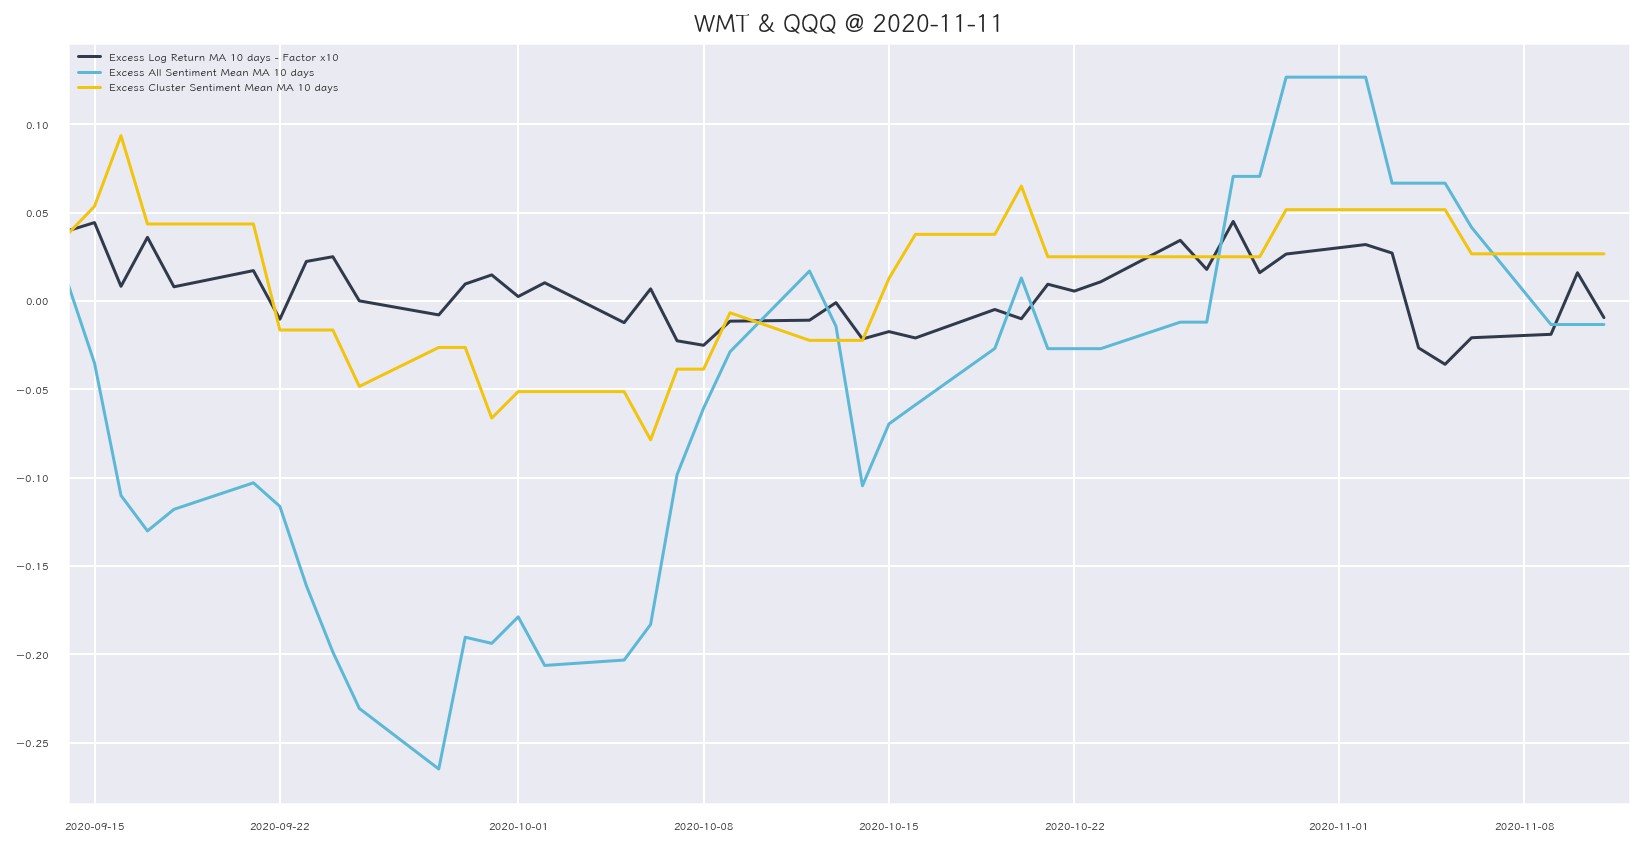 WMT & QQQ @ 2020-11-11
Excess Log Return MA 10 days - Factor x10
Excess All Sentiment Mean MA 10 days
Excess Cluster Sentiment Mean MA 10 days
0.10
0.05
0.00
−0.05
−0.10
−0.15
−0.20
−0.25
2020-09-15 2020-09-22 2020-10-01 2020-10-08 2020-10-15 2020-10-22 2020-11-01 2020-11-08